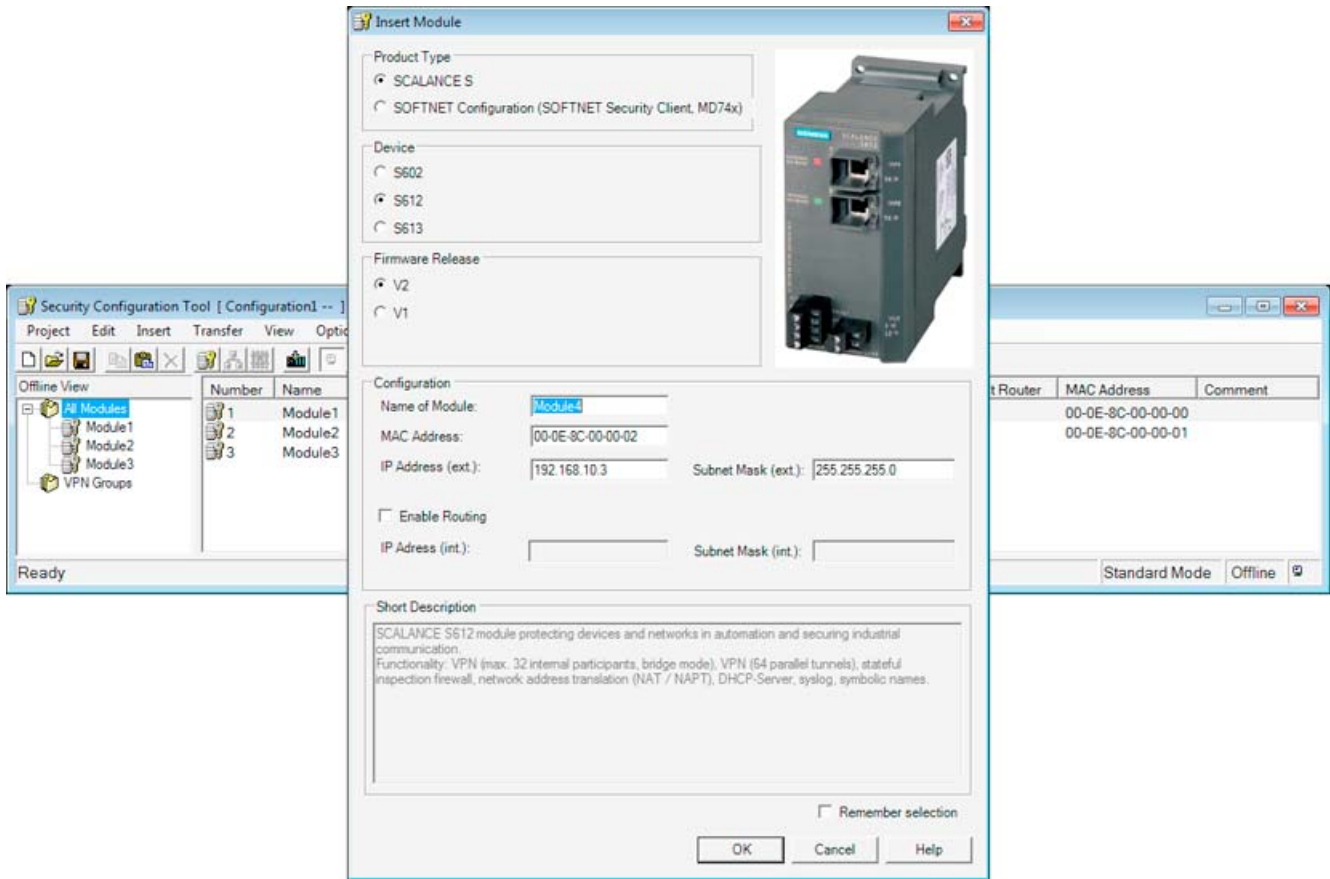 Insert Module
Product Type
SCALANCE S
SOFTNET Configuration (SOFTNET Security Client, MD74x)
Device
S602
S612
S613
Firmware Release
V2
V1
SIEMENS
SCALANCE
Security Configuration Tool [ Configuration1 -- ]
Project Edit Insert Transfer View Optio
Offline View
All Modules
Module1
Module2
Module3
VPN Groups
Number Name
1 Module1
2 Module2
3 Module3
Configuration
Name of Module: Module4
MAC Address: 00-0E-8C-00-00-02
IP Address (ext.): 192.168.10.3 Subnet Mask (ext.): 255.255.255.0
Enable Routing
IP Adress (int.): Subnet Mask (int.):
t Router MAC Address Comment
00-0E-8C-00-00-00
00-0E-8C-00-00-01
Ready
Standard Mode Offline
Short Description
SCALANCE S612 module protecting devices and networks in automation and securing industrial
communication.
Functionality: VPN (max. 32 internal participants, bridge mode), VPN (64 parallel tunnels), stateful
inspection firewall, network address translation (NAT / NAPT), DHCP-Server, syslog, symbolic names.
Remember selection
OK Cancel Help